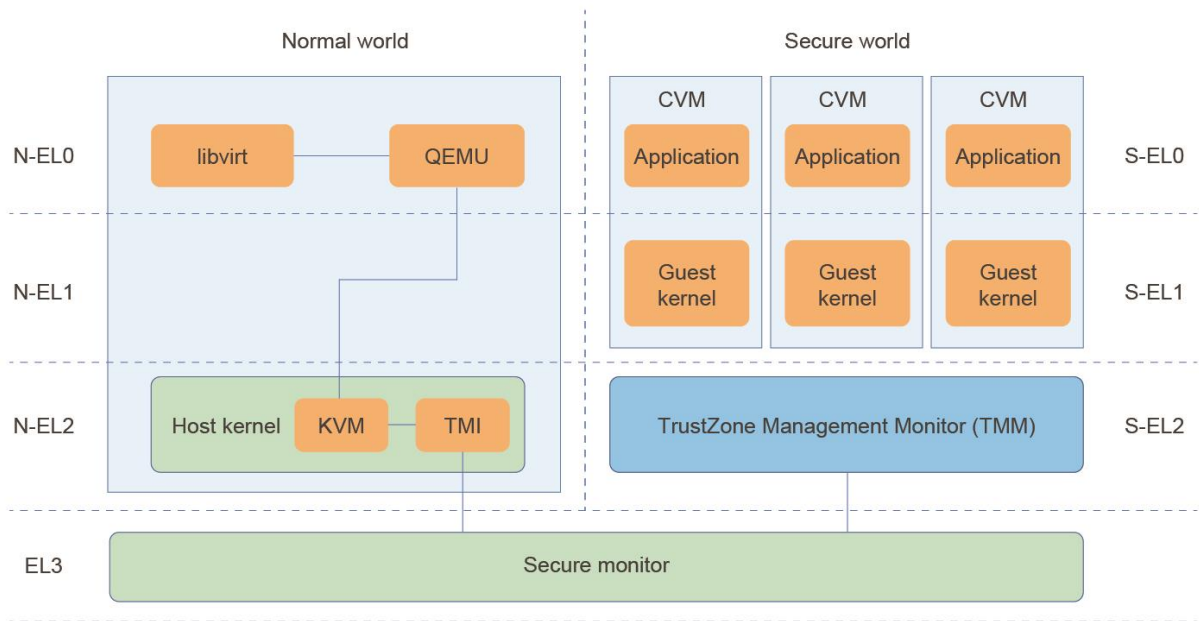 Normal world
Secure world
CVM
CVM
CVM
N-EL0
libvirt
QEMU
Application
Application
Application
S-EL0
N-EL1
Guest
kernel
Guest
kernel
Guest
kernel
S-EL1
N-EL2
Host kernel
KVM
TMI
TrustZone Management Monitor (TMM)
S-EL2
EL3
Secure monitor